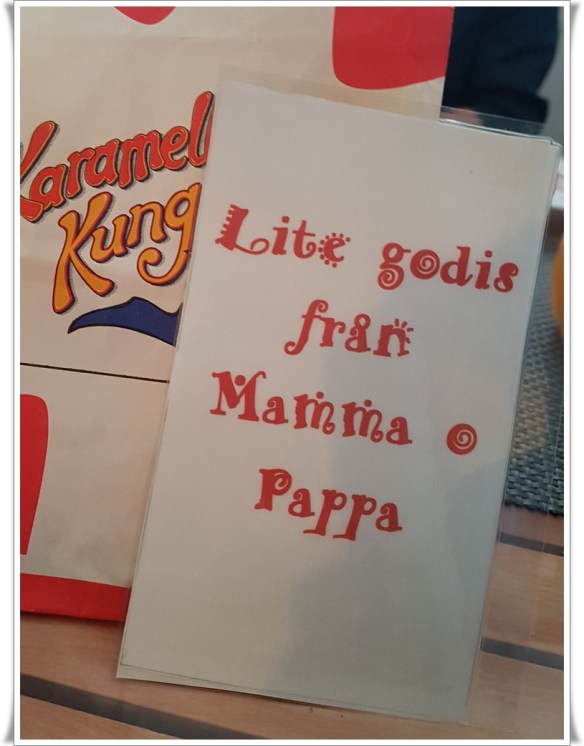 Karamell
Kung
Lite godis
från
Mamma o
Pappa